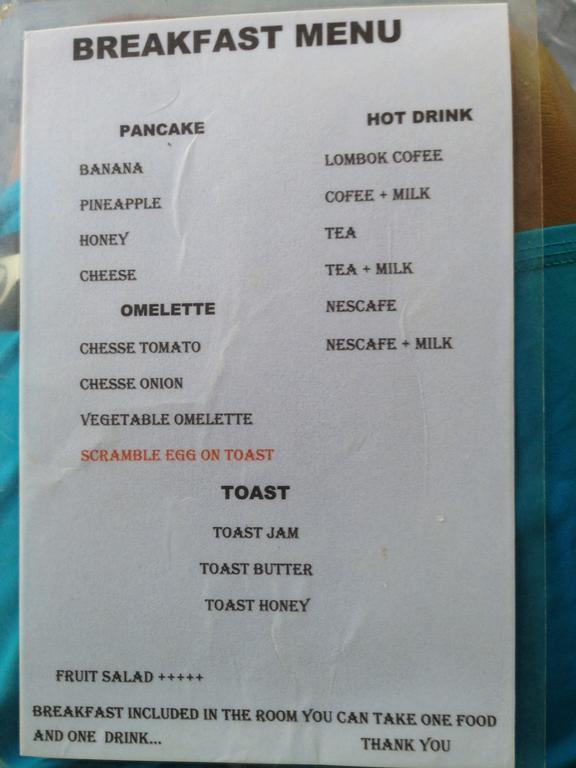 BREAKFAST MENU
PANCAKE
BANANA
PINEAPPLE
HONEY
CHEESE
OMELETTE
CHESSE TOMATO
CHESSE ONION
VEGETABLE OMELETTE
SCRAMBLE EGG ON TOAST
HOT DRINK
LOMBOK COFEE
COFEE + MILK
TEA
TEA + MILK
NESCAFE
NESCAFE + MILK
TOAST
TOAST JAM
TOAST BUTTER
TOAST HONEY
FRUIT SALAD +++++
BREAKFAST INCLUDED IN THE ROOM YOU CAN TAKE ONE FOOD
AND ONE DRINK...
THANK YOU